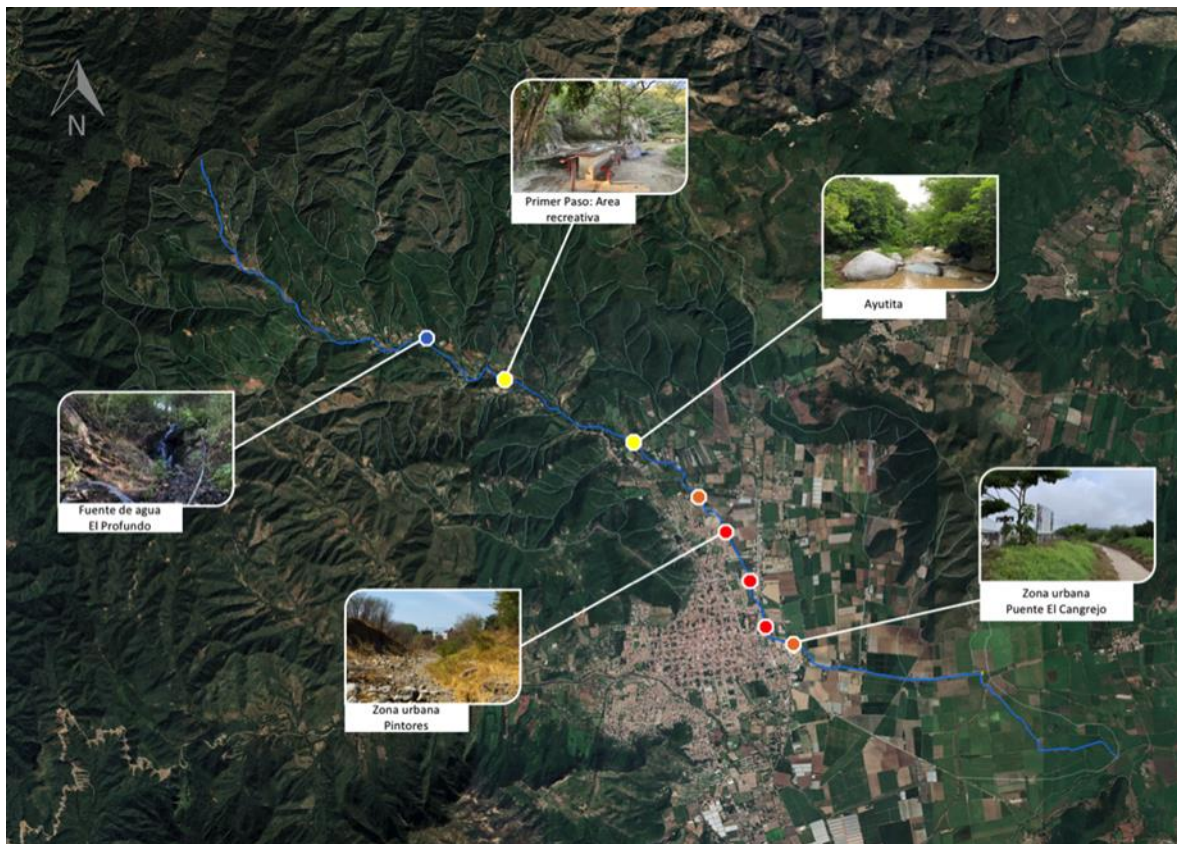 N
Primer Paso: Area
recreativa
Ayutita
Fuente de agua
El Profundo
Zona urbana
Puente El Cangrejo
Zona urbana
Pintores